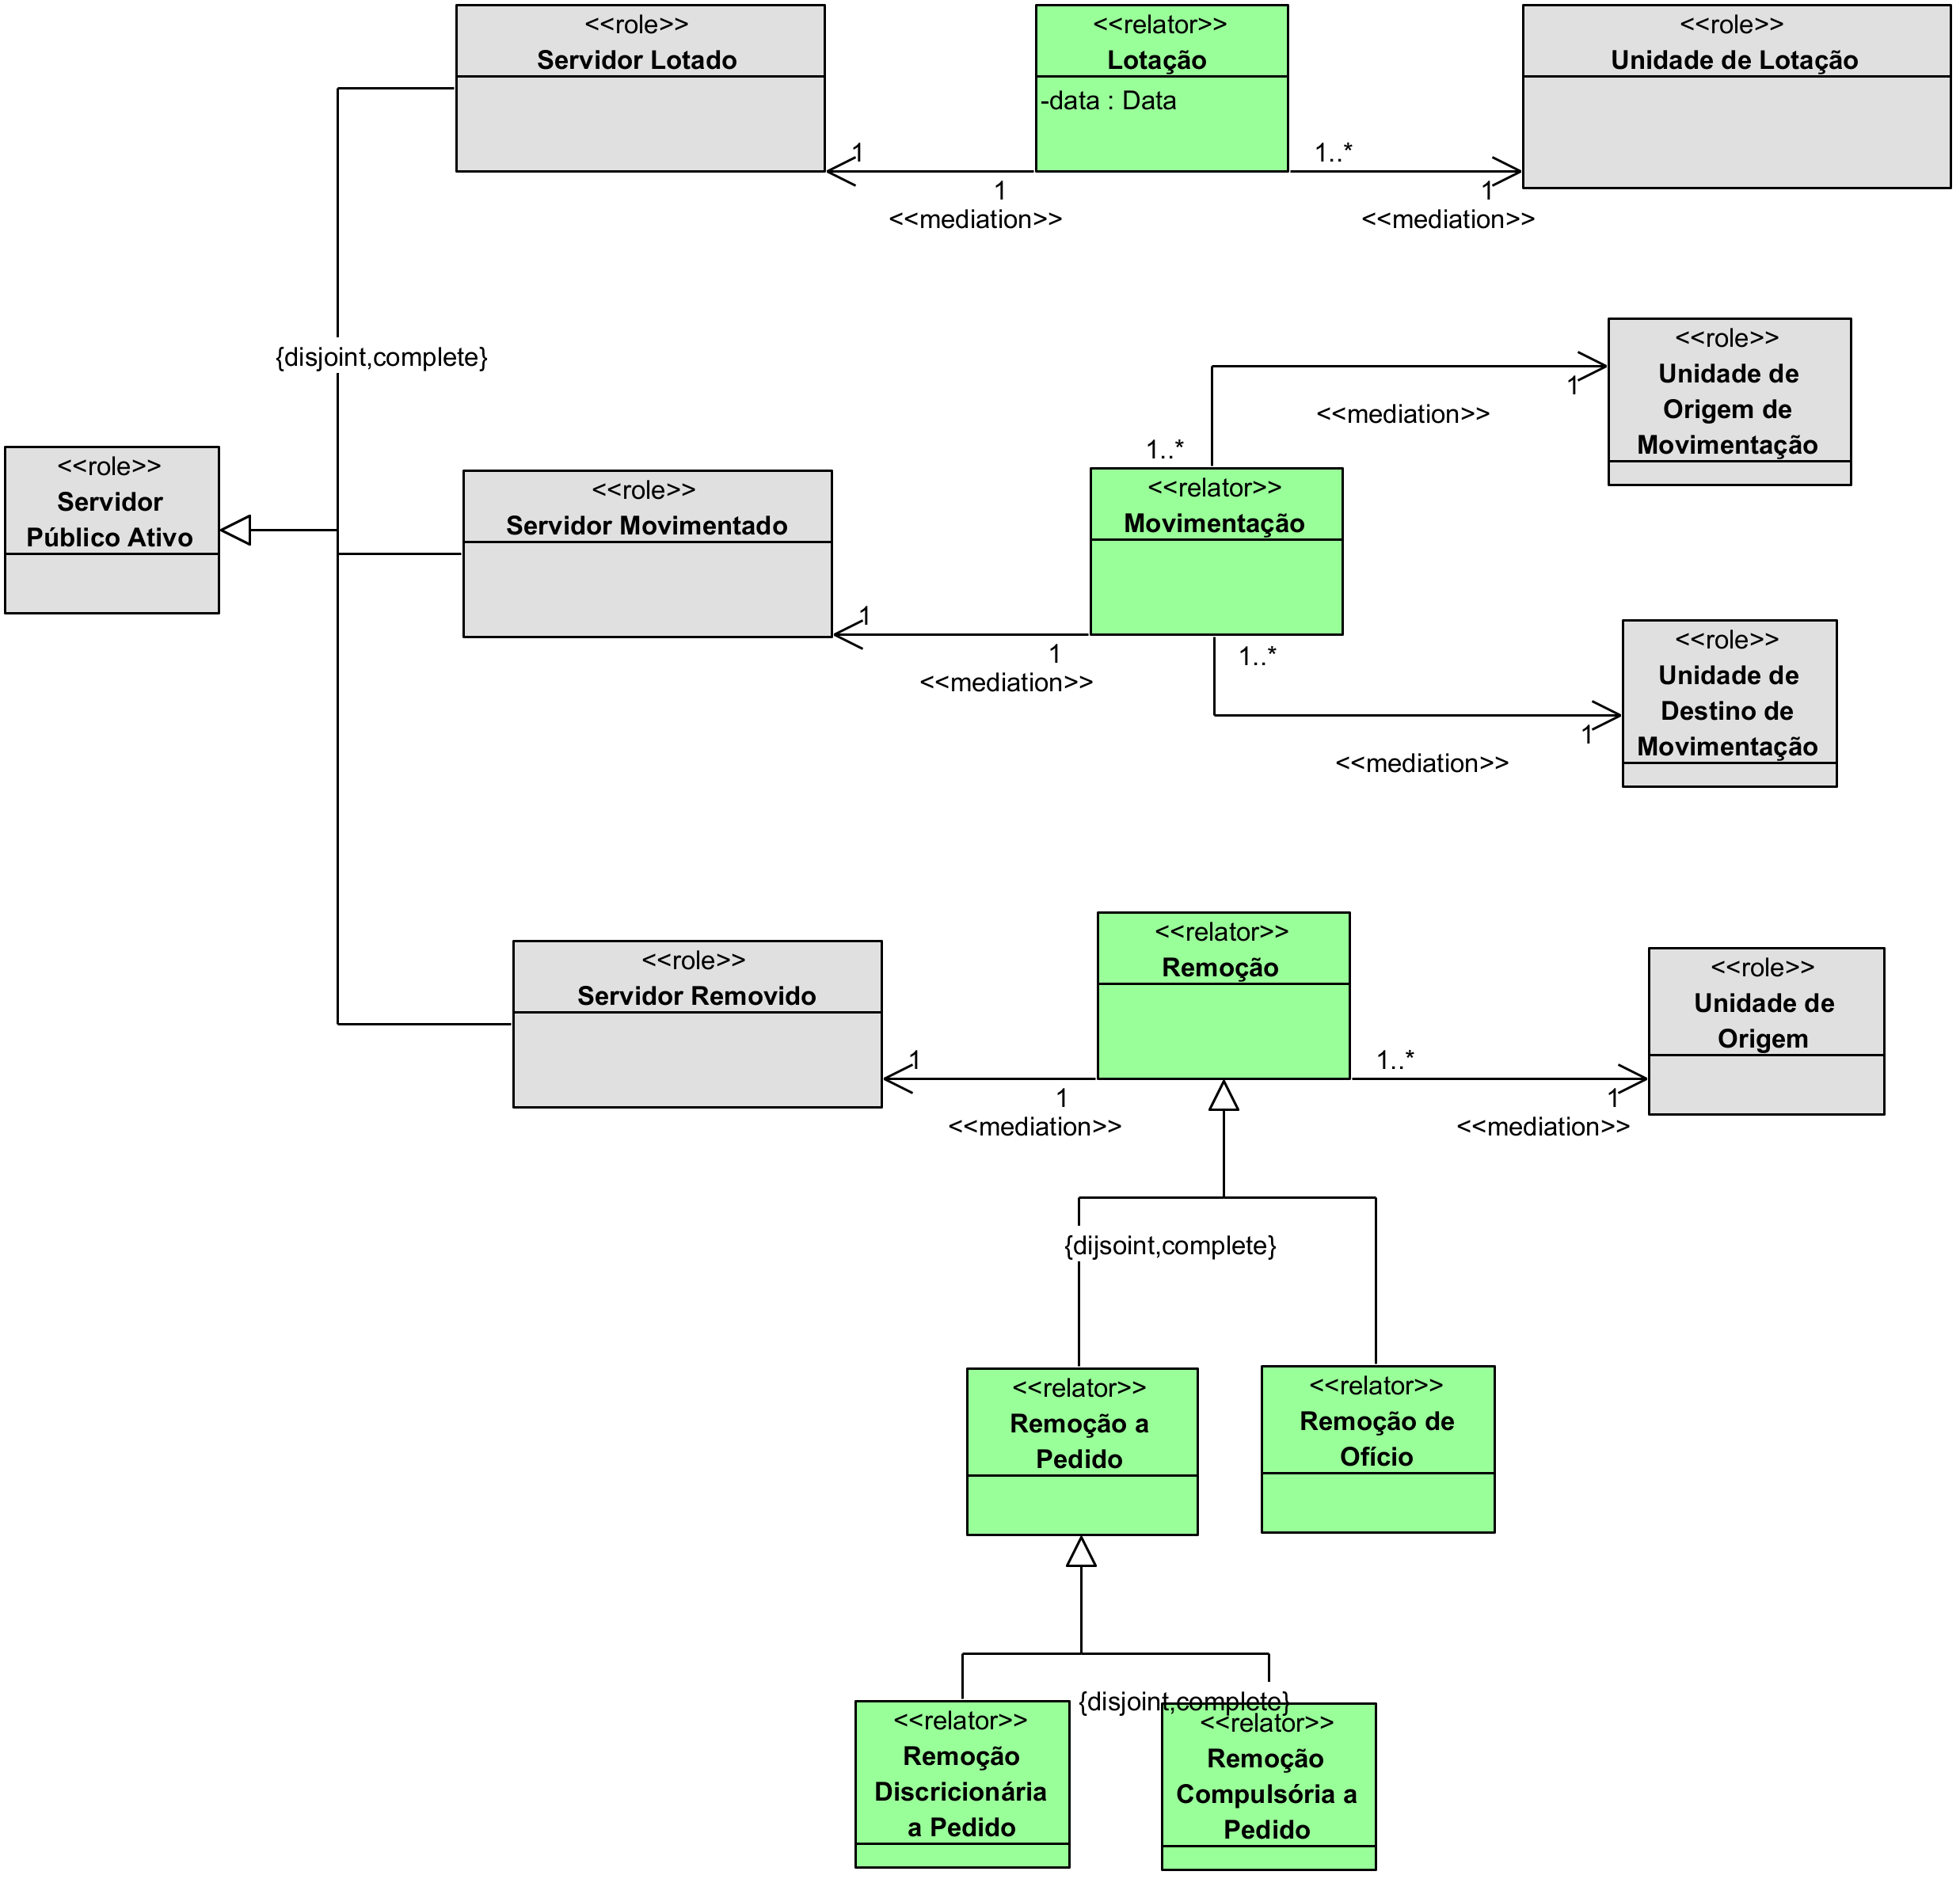 <<role>>
Servidor Lotado
<<relator>>
Lotação
-data : Data
<<role>>
Unidade de Lotação
1
1
<<mediation>>
1..*
1
<<mediation>>
{disjoint,complete}
<<role>>
Servidor
Público Ativo
<<role>>
Servidor Movimentado
<<relator>>
Movimentação
<<role>>
Unidade de
Origem de
Movimentação
1
<<mediation>>
1..*
1
1
<<mediation>>
1..*
1
<<mediation>>
<<role>>
Unidade de
Destino de
Movimentação
<<role>>
Servidor Removido
<<relator>>
Remoção
<<role>>
Unidade de
Origem
1
1
<<mediation>>
1..*
1
<<mediation>>
{dijsoint,complete}
<<relator>>
Remoção a
Pedido
<<relator>>
Remoção de
Ofício
{disjoint,complete}
<<relator>>
Remoção
Discricionária
a Pedido
<<relator>>
Remoção
Compulsória a
Pedido